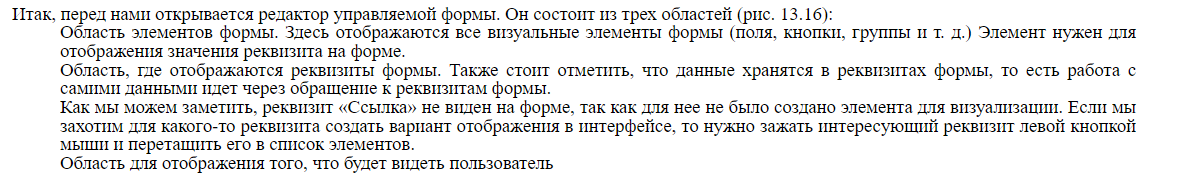 Итак, перед нами открывается редактор управляемой формы. Он состоит из трех областей (рис. 13.16):
Область элементов формы. Здесь отображаются все визуальные элементы формы (поля, кнопки, группы и т. д.) Элемент нужен для
отображения значения реквизита на форме.
Область, где отображаются реквизиты формы. Также стоит отметить, что данные хранятся в реквизитах формы, то есть работа с
самими данными идет через обращение к реквизитам формы.
Как мы можем заметить, реквизит «Ссылка» не виден на форме, так как для нее не было создано элемента для визуализации. Если мы
захотим для какого-то реквизита создать вариант отображения в интерфейсе, то нужно зажать интересующий реквизит левой кнопкой
мыши и перетащить его в список элементов.
Область для отображения того, что будет видеть пользователь